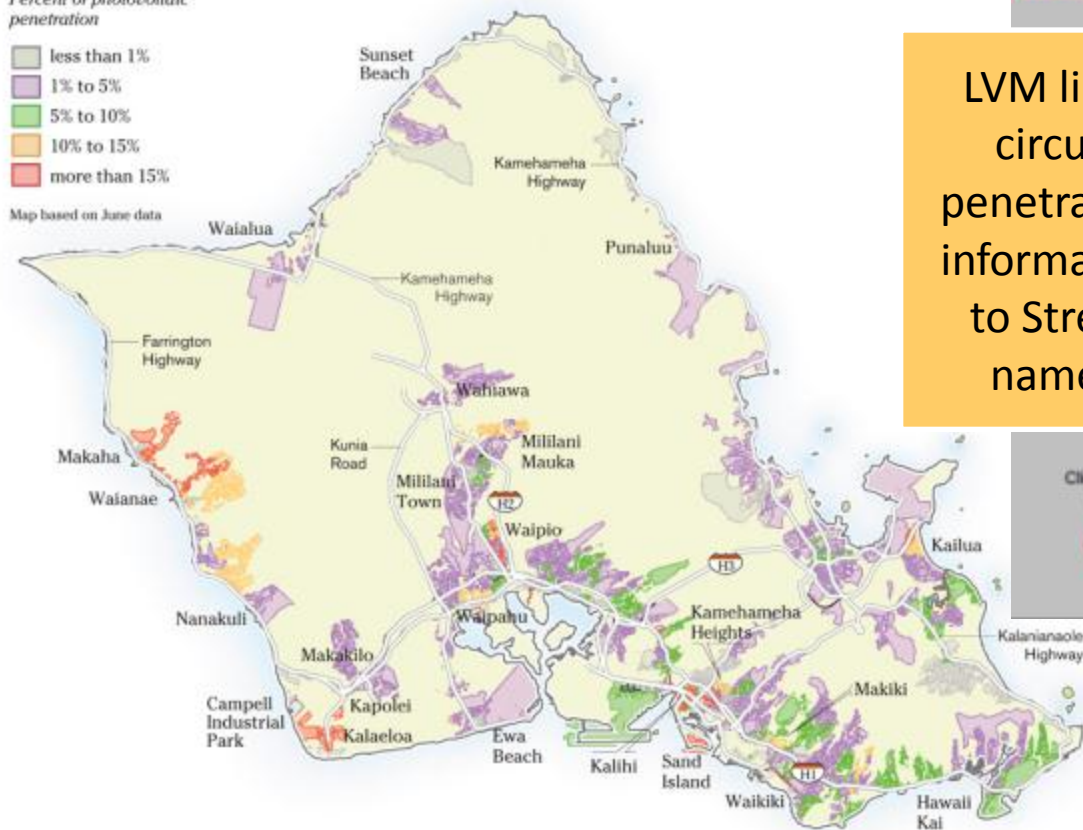 Percent of photovoltaic
penetration
less than 1%
1% to 5%
5% to 10%
10% to 15%
more than 15%
Map based on June data
Sunset
Beach
Kamehameha
Highway
Waialua
Punaluu
Kamehameha
Highway
Farrington
Highway
Wahiawa
Makaha
Kunia
Road
Mililani
Mauka
Waianae
Mililani
Town
H2
Waipio
H3
Kailua
Nanakuli
Waipahu
Kamehameha
Heights
Kalanianaole
Highway
Makakilo
Makiki
Campell
Industrial
Park
Kapolei
Kalaeloa
Ewa
Beach
Kalihi
Sand
Island
H1
Waikiki
Hawaii
Kai
LVM li
circu
penetra
informa
to Stre
name